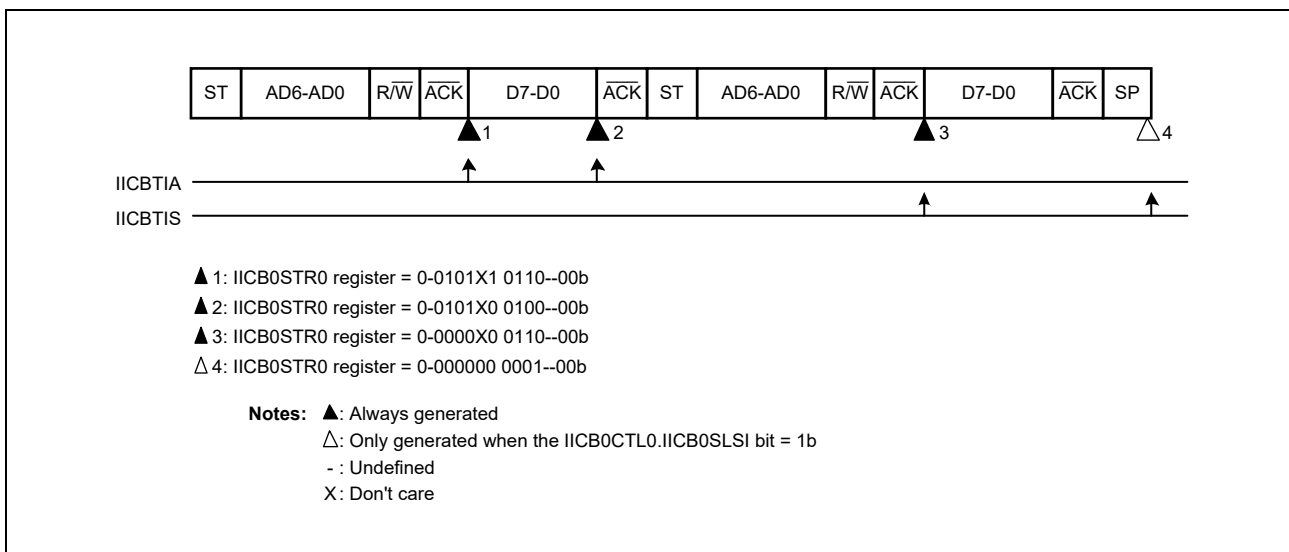 ST AD6-AD0 R/W ACK D7-D0 ACK ST AD6-AD0 R/W ACK D7-D0 ACK SP
1 2 3 4
IICBTIA
IICBTIS
▲ 1: IICB0STR0 register = 0-0101X1 0110--00b
▲ 2: IICB0STR0 register = 0-0101X0 0100--00b
▲ 3: IICB0STR0 register = 0-0000X0 0110--00b
△ 4: IICB0STR0 register = 0-000000 0001--00b
Notes: ▲: Always generated
△: Only generated when the IICB0CTL0.IICB0SLSI bit = 1b
- : Undefined
X: Don't care